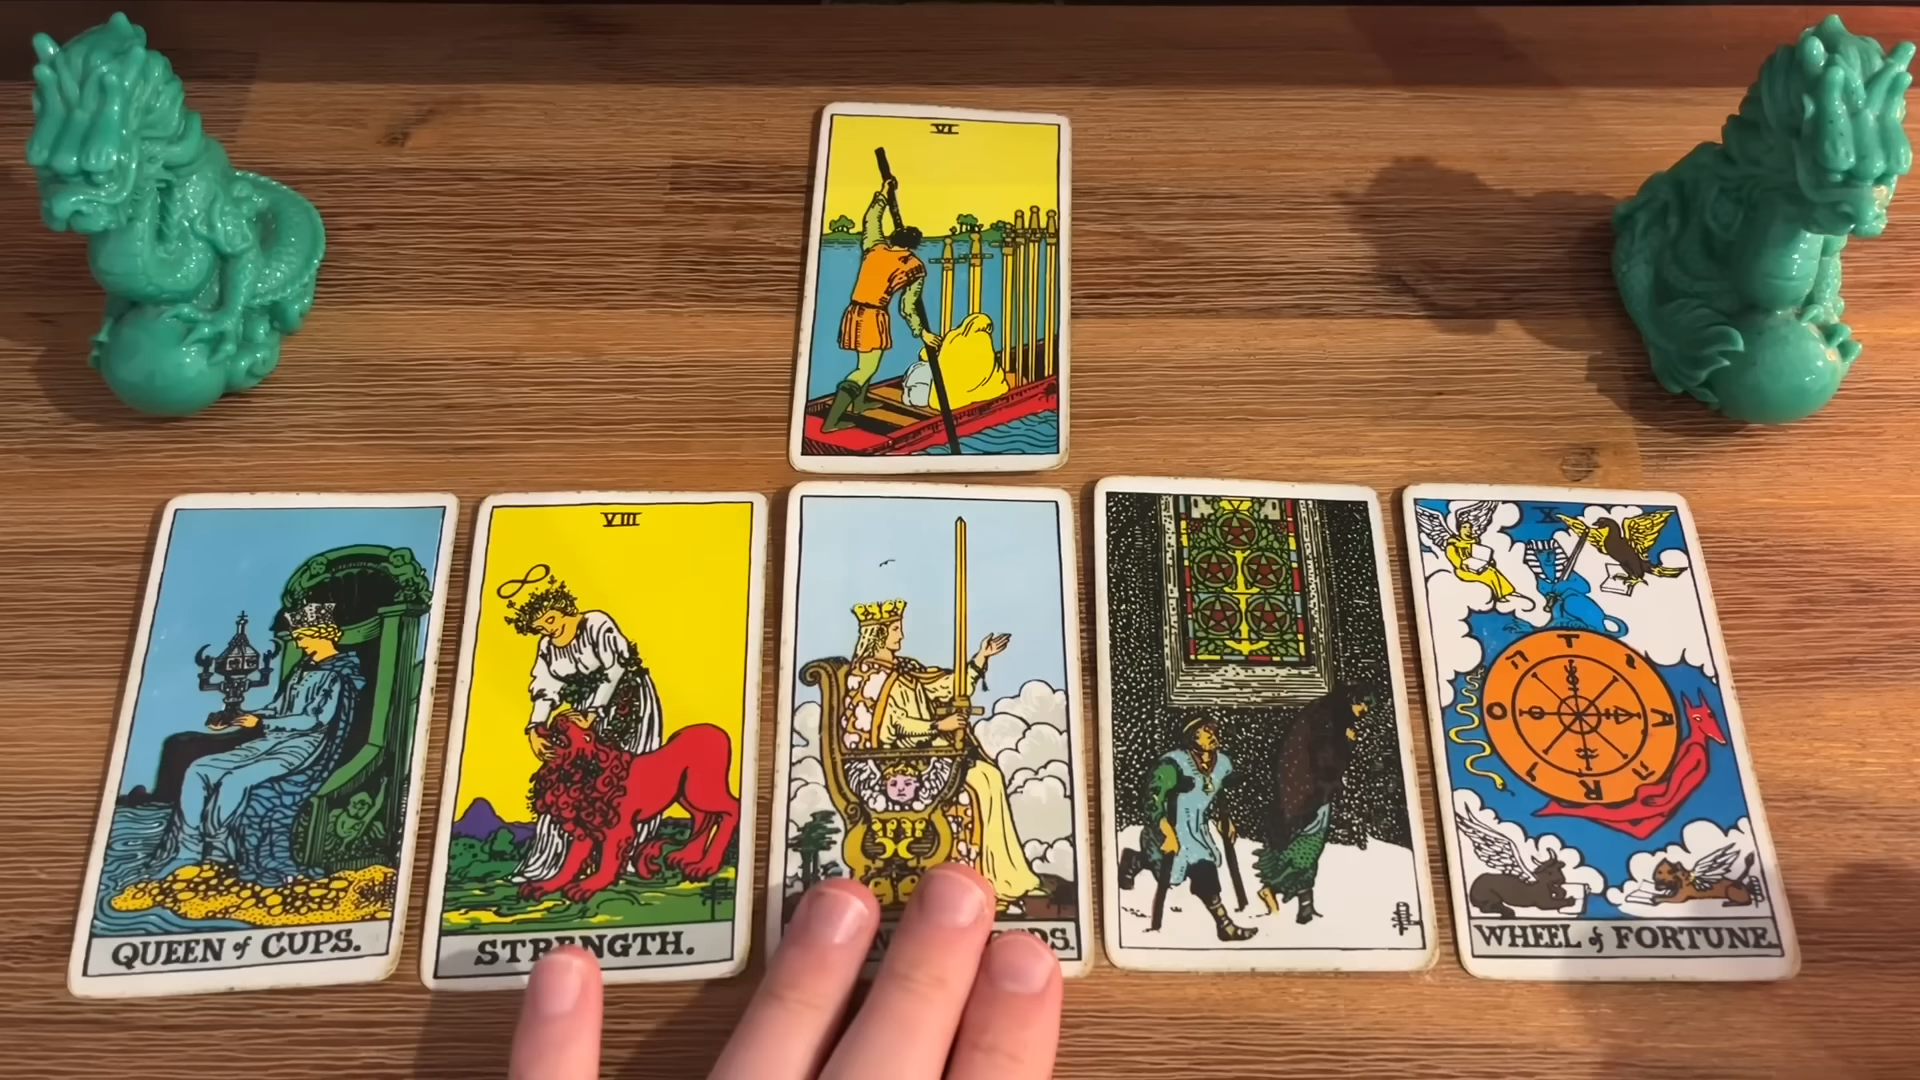 VI
QUEEN of CUPS.
VIII
STRENGTH.
X
T A R
WHEEL of FORTUNE.